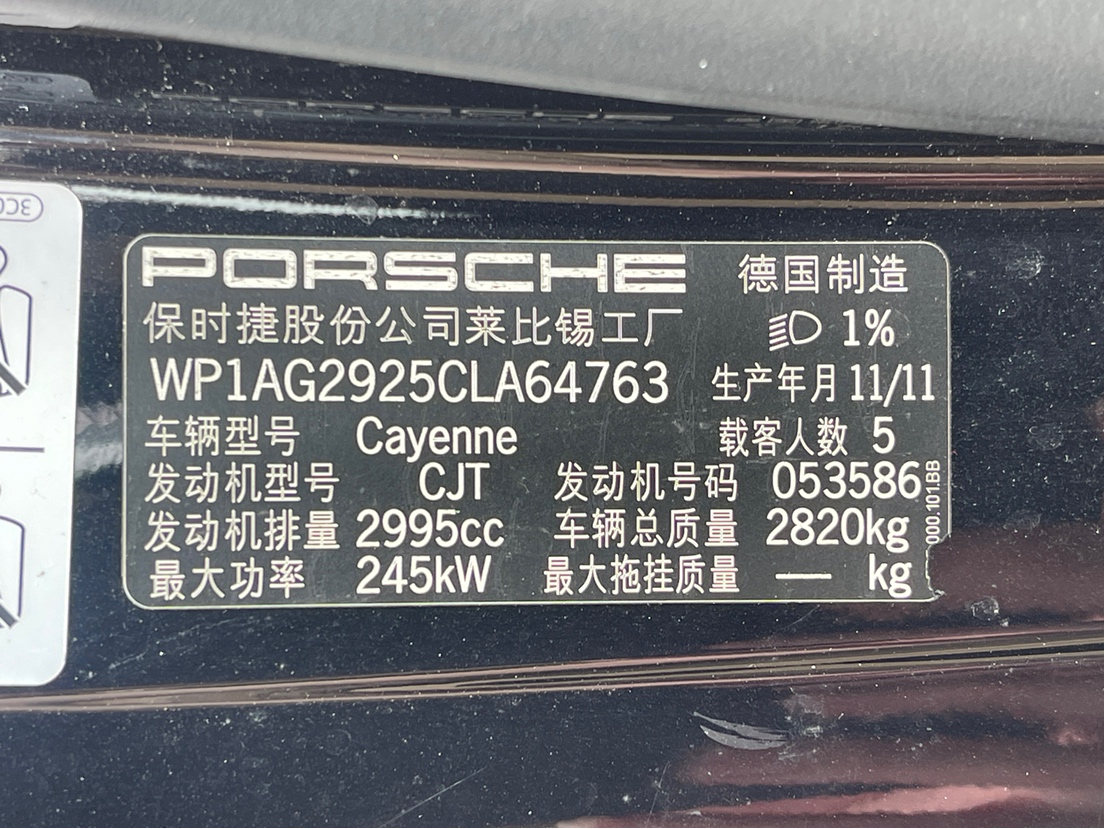 PORSCHE 德国制造
保时捷股份公司莱比锡工厂 1%
WP1AG2925CLA64763 生产年月 11/11
车辆型号 Cayenne 载客人数 5
发动机型号 CJT 发动机号码 053586
发动机排量 2995cc 车辆总质量 2820kg
最大功率 245kW 最大拖挂质量 — kg
000.101.BB